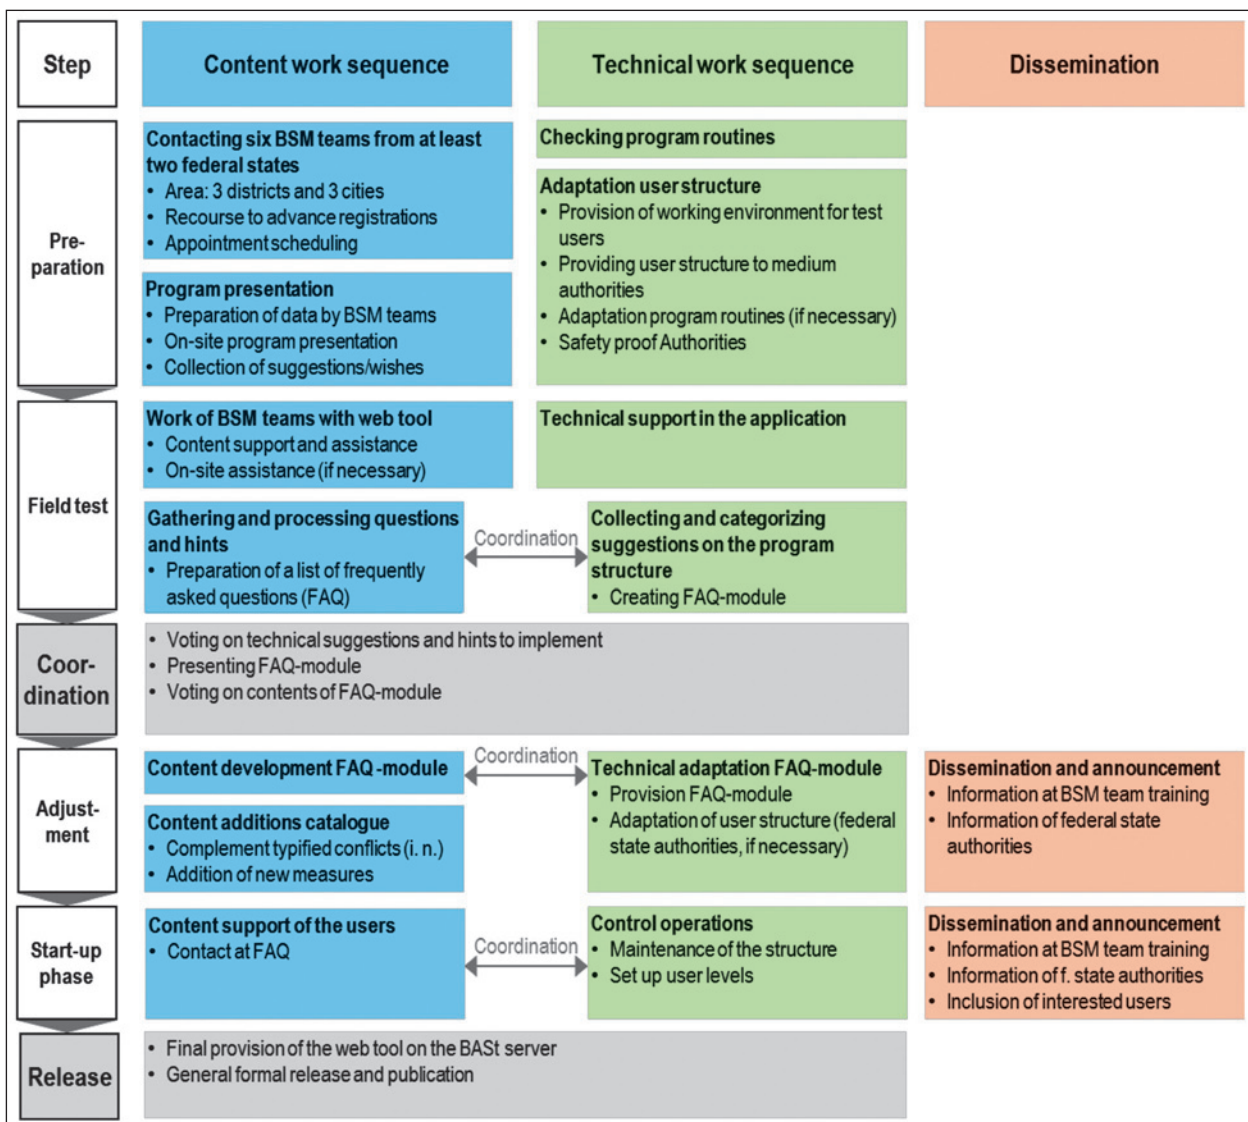 Step
Content work sequence
Technical work sequence
Dissemination
Pre-
paration
Contacting six BSM teams from at least
two federal states
• Area: 3 districts and 3 cities
• Recourse to advance registrations
• Appointment scheduling
Program presentation
• Preparation of data by BSM teams
• On-site program presentation
• Collection of suggestions/wishes
Checking program routines
Adaptation user structure
• Provision of working environment for test
users
• Providing user structure to medium
authorities
• Adaptation program routines (if necessary)
• Safety proof Authorities
Field test
Work of BSM teams with web tool
• Content support and assistance
• On-site assistance (if necessary)
Technical support in the application
Gathering and processing questions
and hints
• Preparation of a list of frequently
asked questions (FAQ)
Coordination
Collecting and categorizing
suggestions on the program
structure
• Creating FAQ-module
Coor-
dination
• Voting on technical suggestions and hints to implement
• Presenting FAQ-module
• Voting on contents of FAQ-module
Adjust-
ment
Content development FAQ -module
Content additions catalogue
• Complement typified conflicts (i. n.)
• Addition of new measures
Coordination
Technical adaptation FAQ-module
• Provision FAQ-module
• Adaptation of user structure (federal
state authorities, if necessary)
Dissemination and announcement
• Information at BSM team training
• Information of federal state
authorities
Start-up
phase
Content support of the users
• Contact at FAQ
Coordination
Control operations
• Maintenance of the structure
• Set up user levels
Dissemination and announcement
• Information at BSM team training
• Information of f. state authorities
• Inclusion of interested users
Release
• Final provision of the web tool on the BASt server
• General formal release and publication